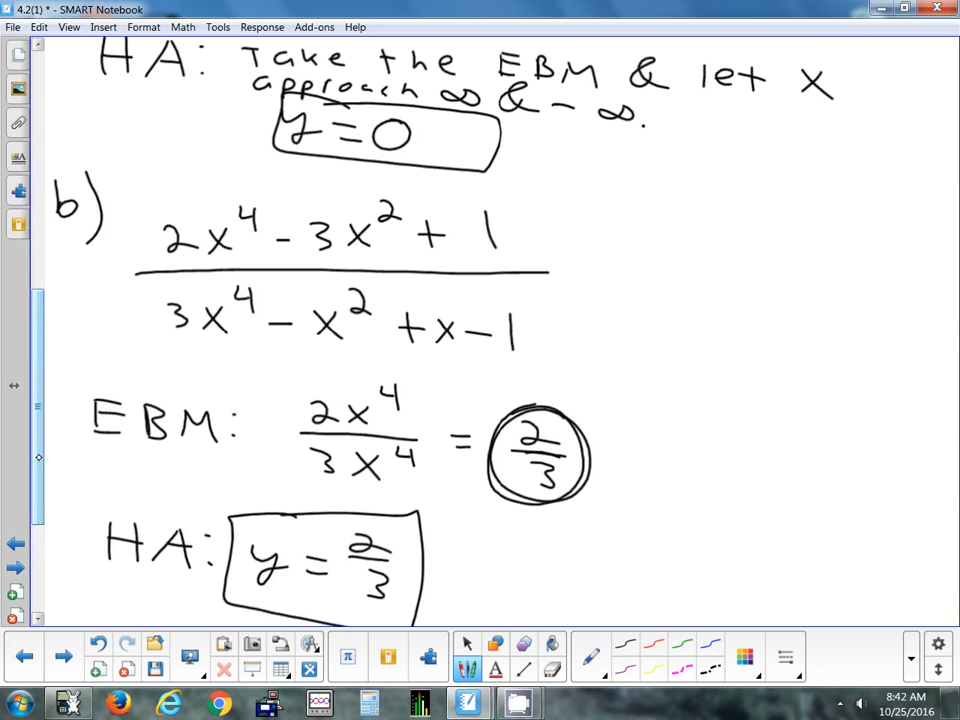 4.2(1) * - SMART Notebook
File Edit View Insert Format Math Tools Response Add-ons Help
HA: Take the EBM & let x
approach ∞ & - ∞.
y = 0
b)
2x⁴ - 3x² + 1
3x⁴ - x² + x - 1
EBM: 2x⁴ / 3x⁴ = 2/3
HA: y = 2/3
8:42 AM
10/25/2016